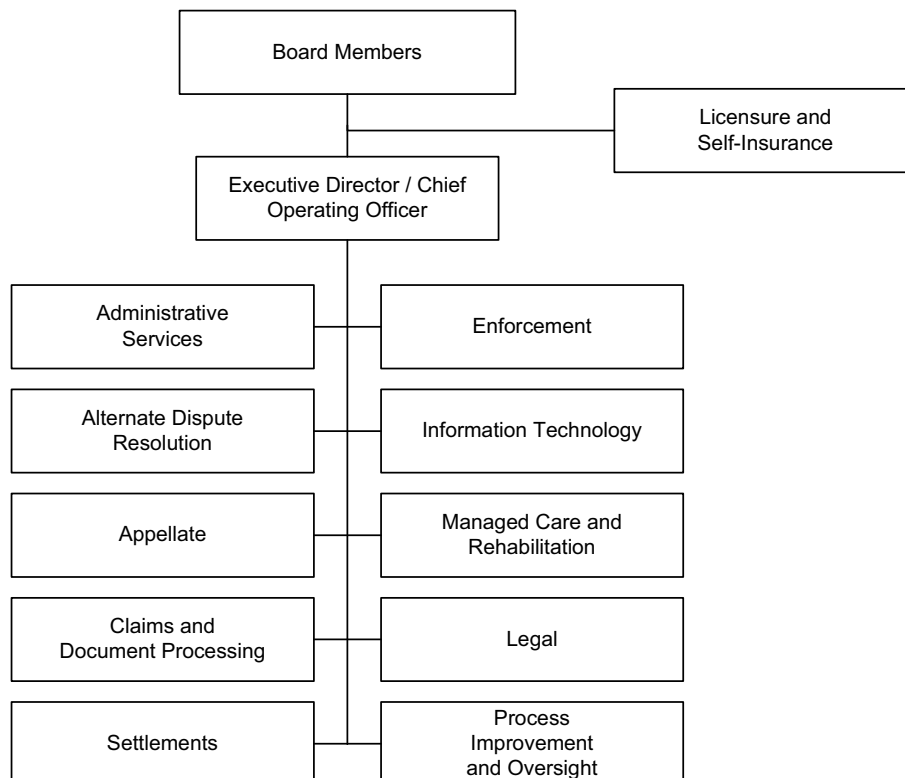 Board Members
Licensure and
Self-Insurance
Executive Director / Chief
Operating Officer
Administrative
Services
Enforcement
Alternate Dispute
Resolution
Information Technology
Appellate
Managed Care and
Rehabilitation
Claims and
Document Processing
Legal
Settlements
Process
Improvement
and Oversight